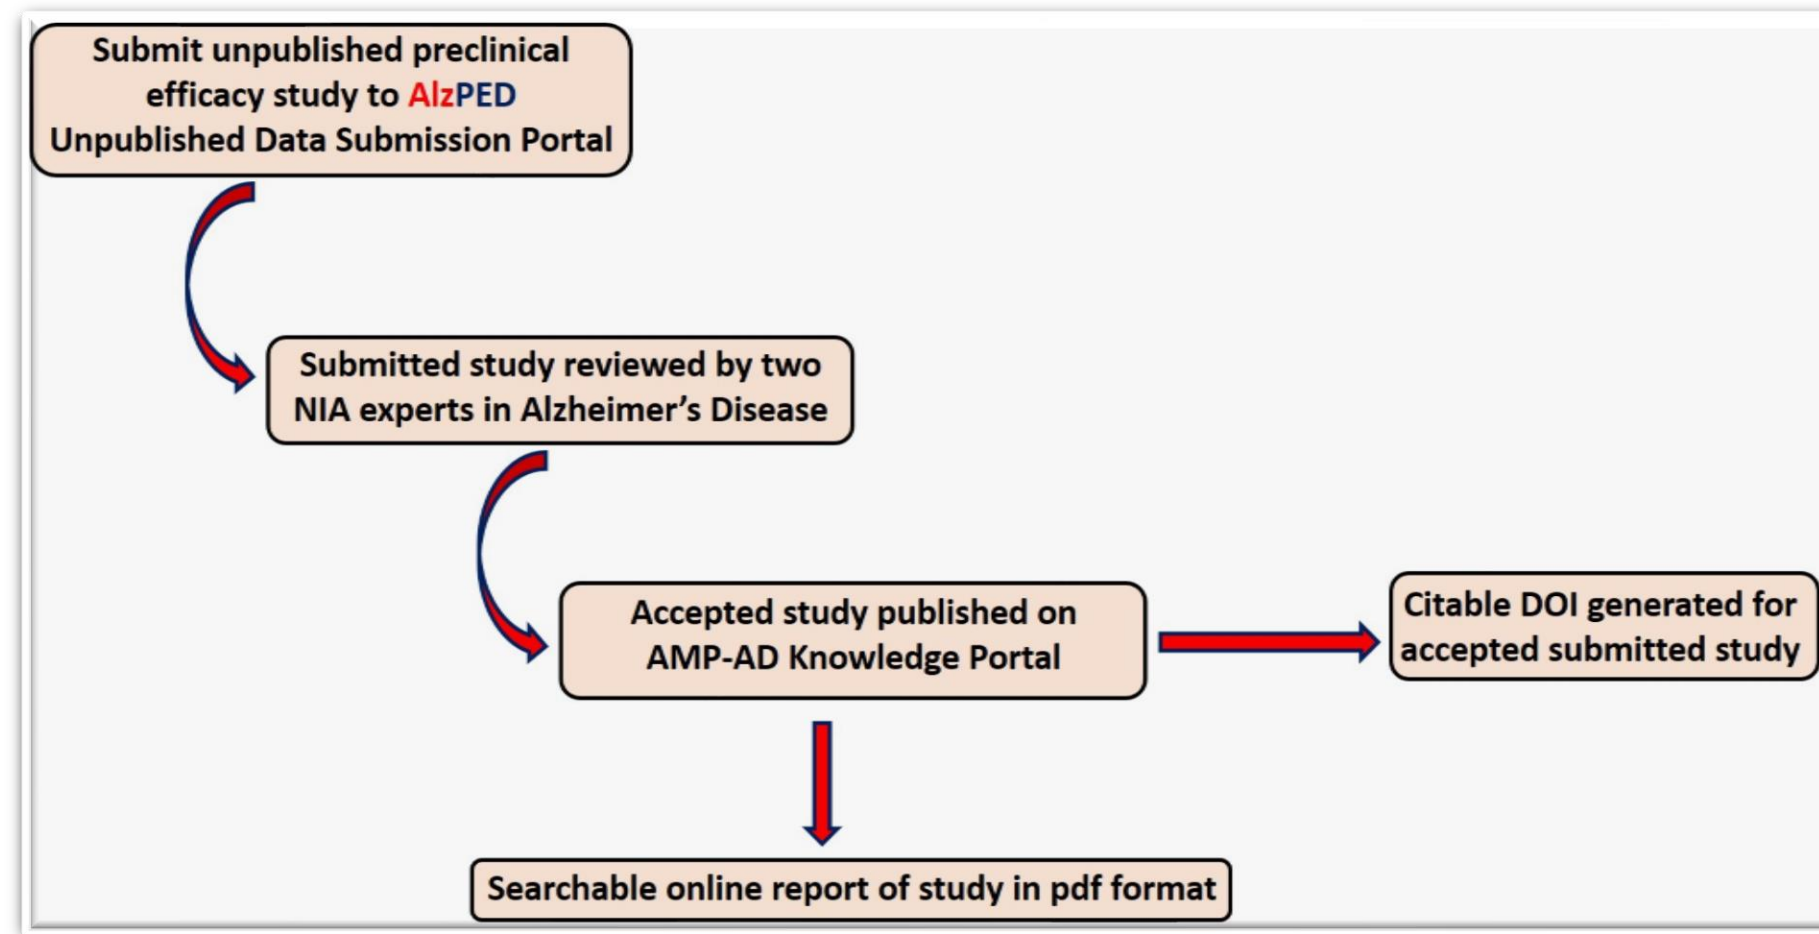 Submit unpublished preclinical
efficacy study to AlzPED
Unpublished Data Submission Portal
Submitted study reviewed by two
NIA experts in Alzheimer’s Disease
Accepted study published on
AMP-AD Knowledge Portal
Citable DOI generated for
accepted submitted study
Searchable online report of study in pdf format